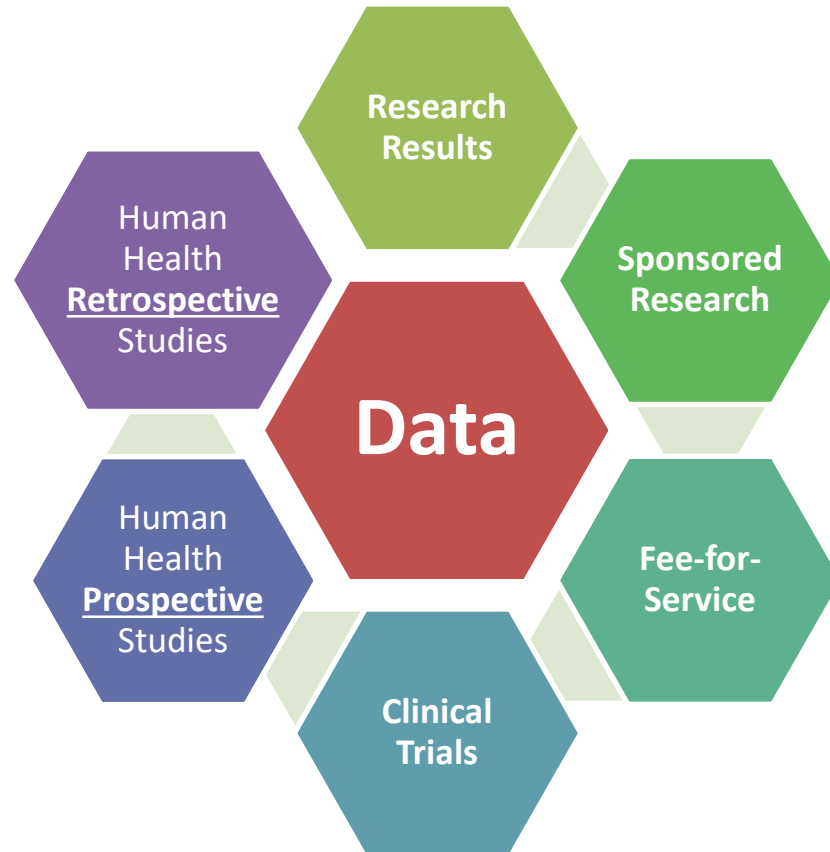 Research
Results
Human
Health
Retrospective
Studies
Sponsored
Research
Data
Human
Health
Prospective
Studies
Fee-for-
Service
Clinical
Trials